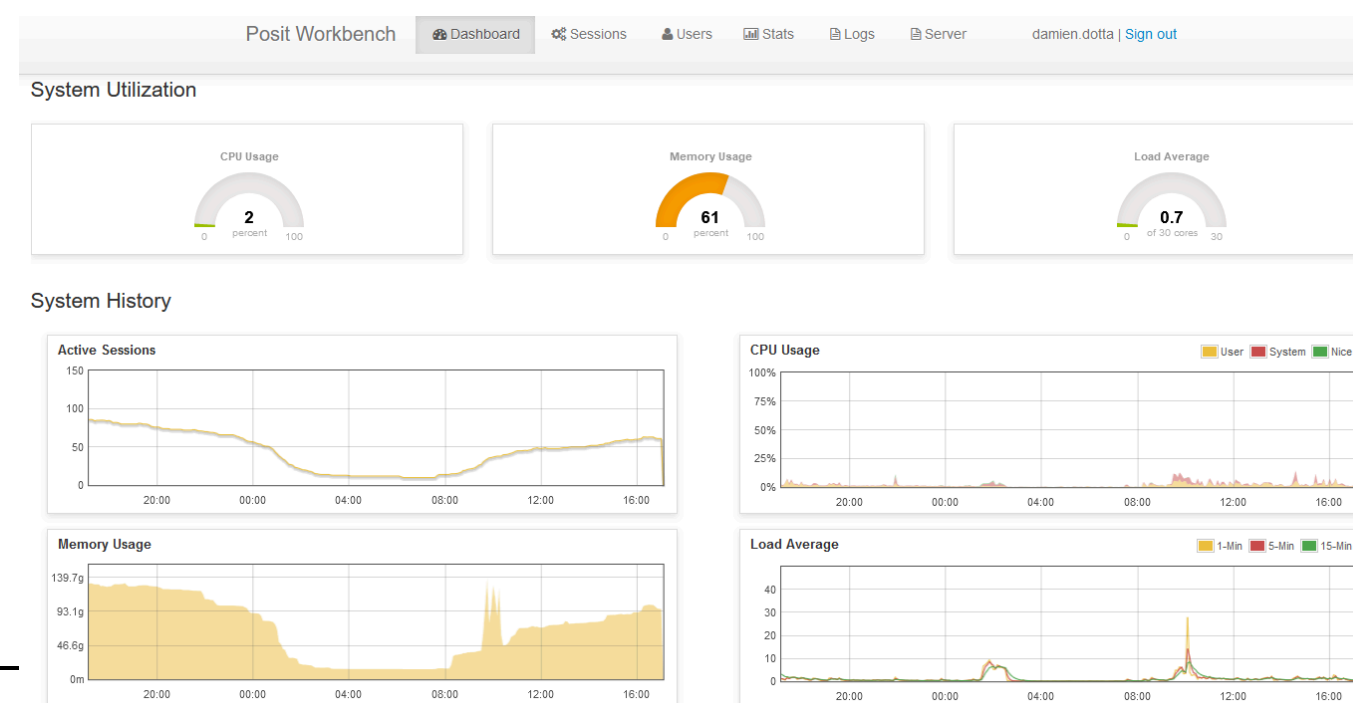 Posit Workbench Dashboard Sessions Users Stats Logs Server damien.dotta | Sign out
System Utilization
CPU Usage
2
percent
0 100
Memory Usage
61
percent
0 100
Load Average
0.7
of 30 cores
0 30
System History
Active Sessions
150
100
50
0
20:00 00:00 04:00 08:00 12:00 16:00
CPU Usage
User System Nice
100%
75%
50%
25%
0%
20:00 00:00 04:00 08:00 12:00 16:00
Memory Usage
139.7g
93.1g
46.6g
0m
20:00 00:00 04:00 08:00 12:00 16:00
Load Average
1-Min 5-Min 15-Min
40
30
20
10
0
20:00 00:00 04:00 08:00 12:00 16:00